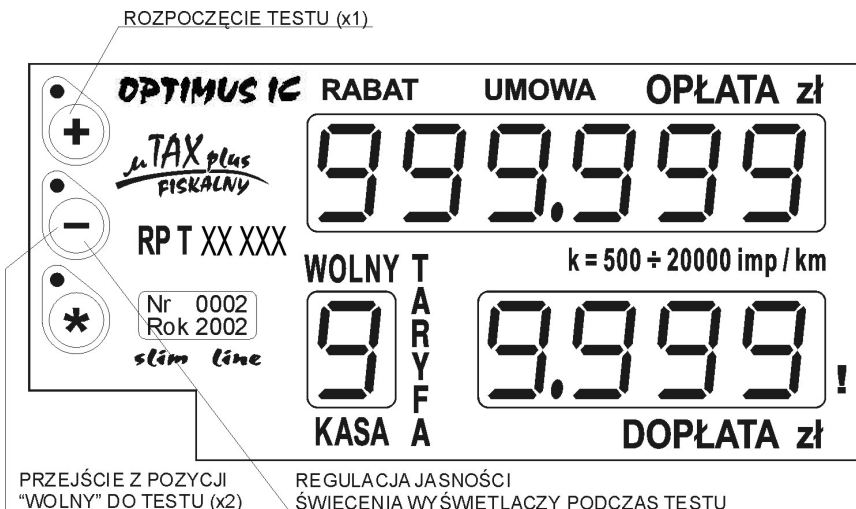 ROZPOCZĘCIE TESTU (x1)
OPTIMUS IC RABAT UMOWA OPŁATA zł
+
999.999
µTAX plus
FISKALNY
−
RP T XX XXX
k = 500 ÷ 20000 imp / km
WOLNY TARYFA
*
Nr 0002
Rok 2002
9
9.999
!
slim line
KASA
DOPŁATA zł
PRZEJŚCIE Z POZYCJI
"WOLNY" DO TESTU (x2)
REGULACJA JASNOŚCI
ŚWIECENIA WYŚWIETLACZY PODCZAS TESTU